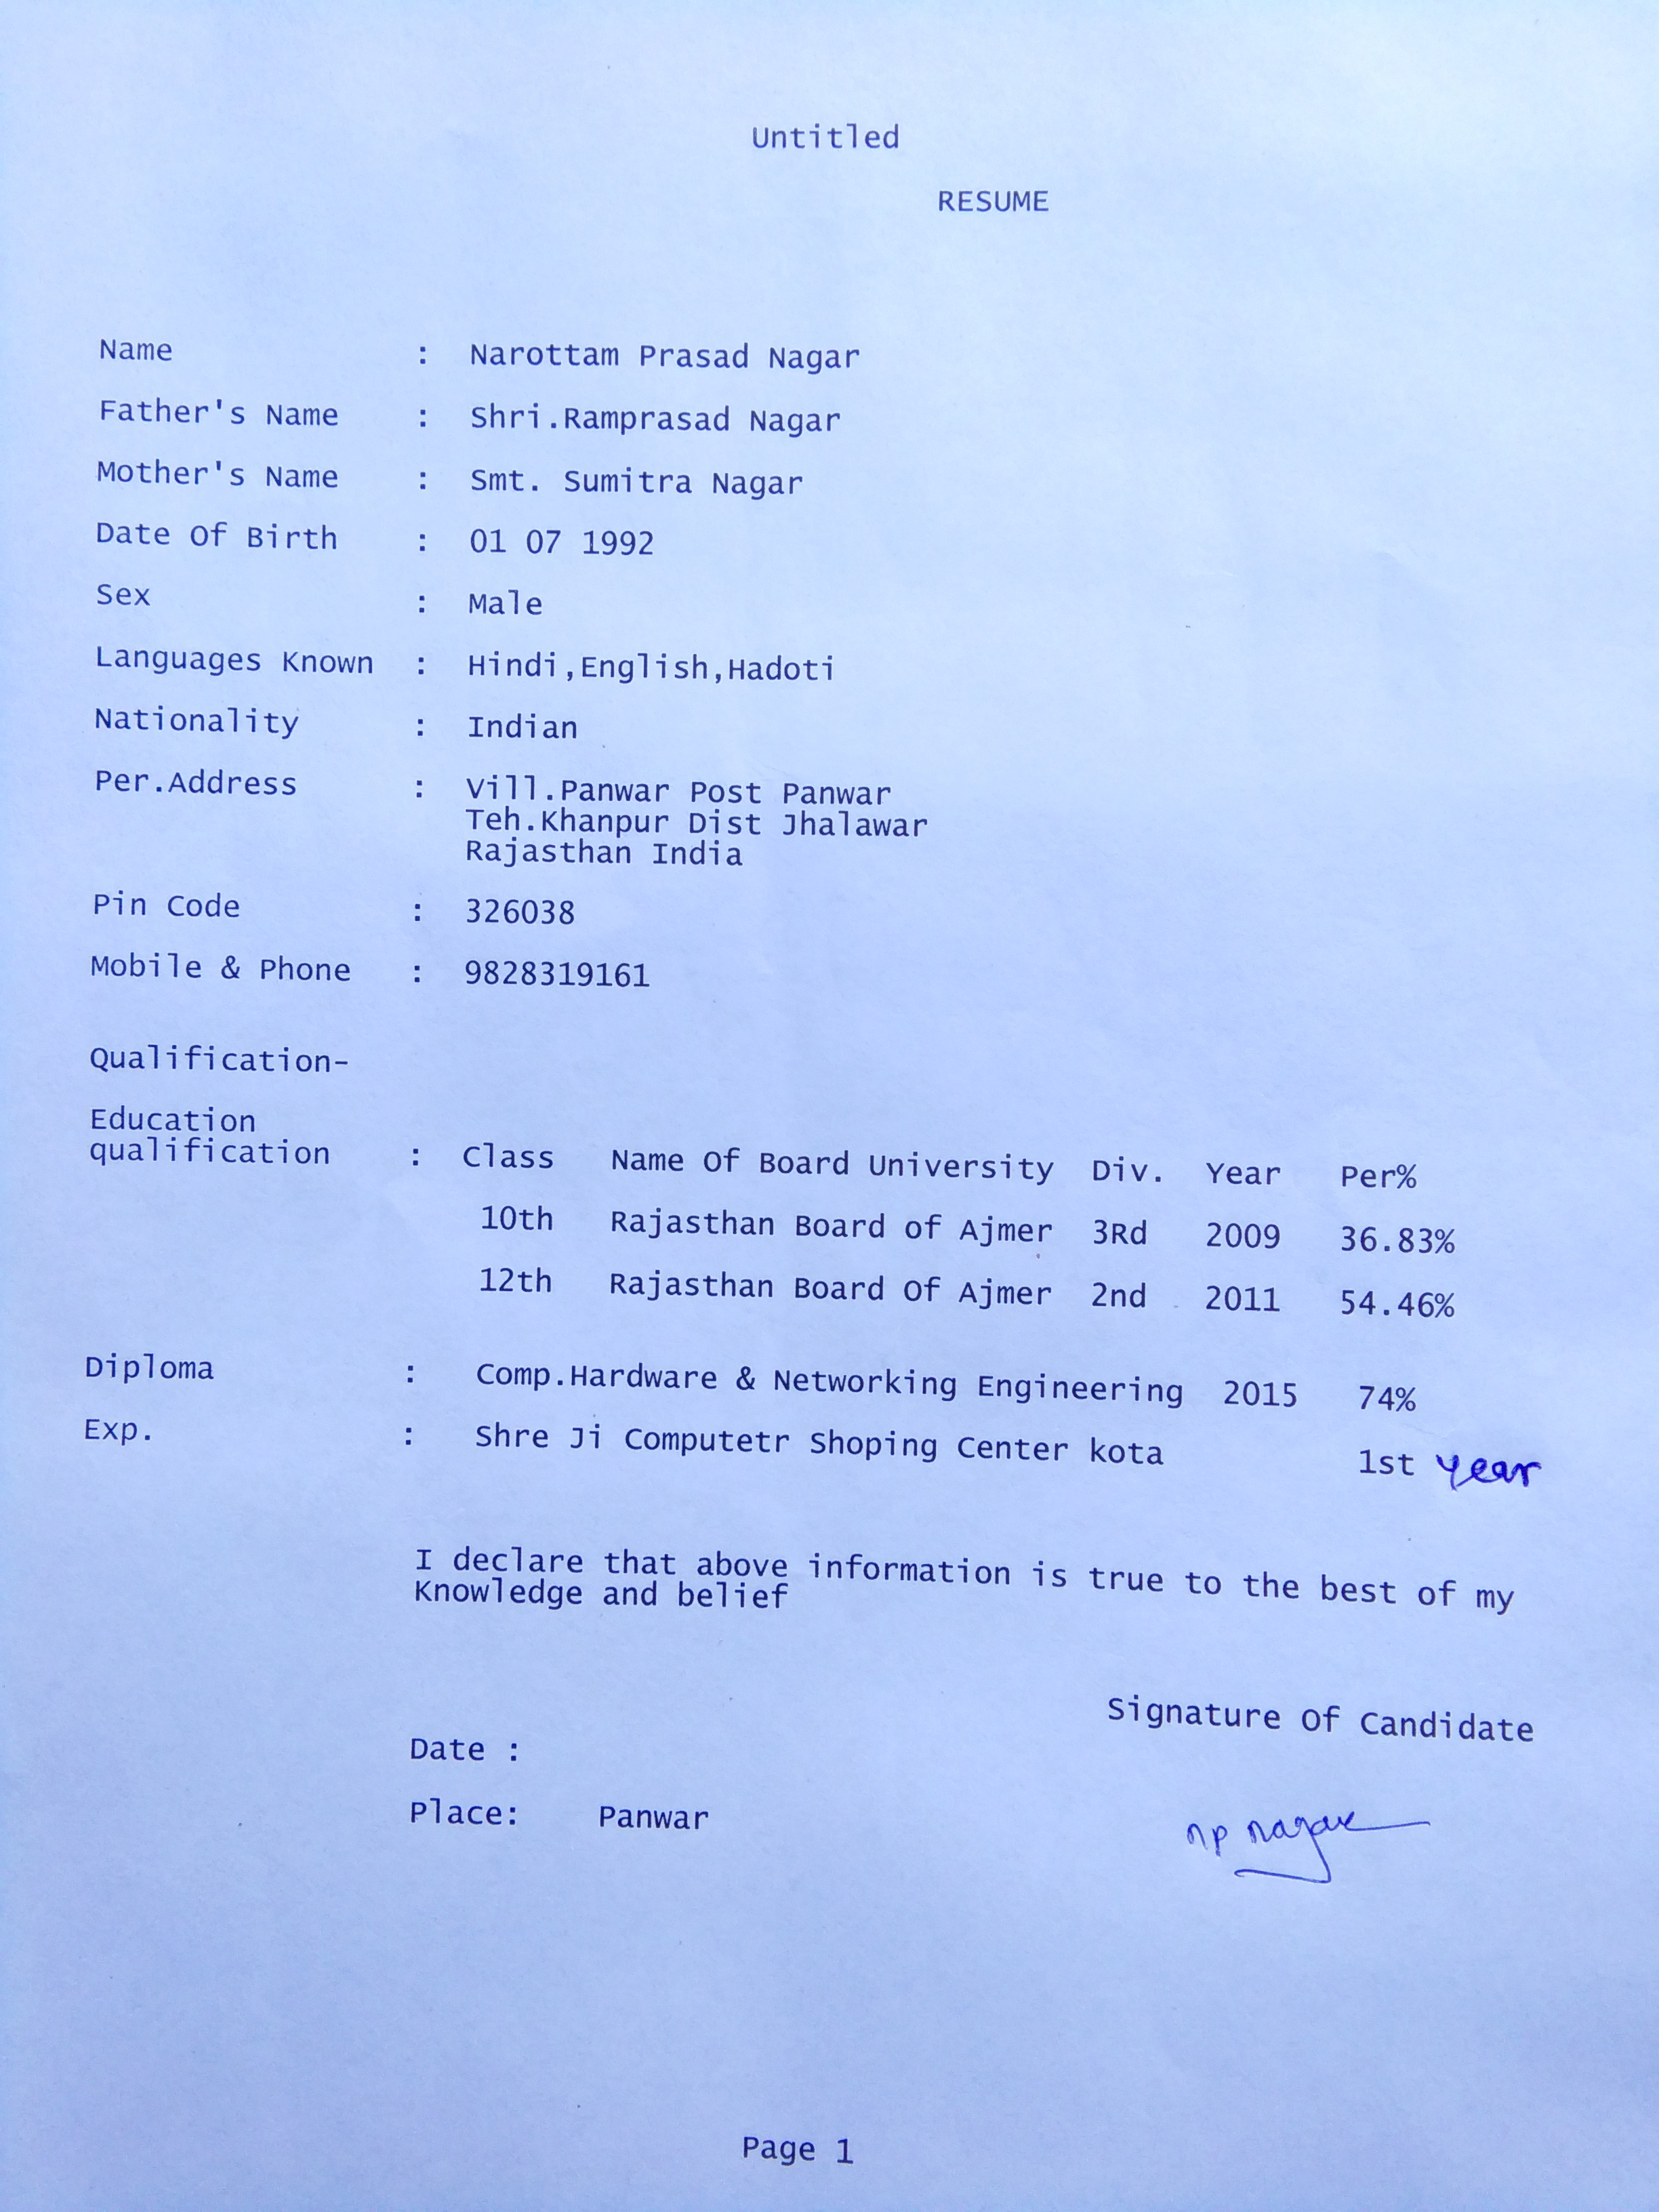 Untitled
RESUME
Name : Narottam Prasad Nagar
Father's Name : Shri.Ramprasad Nagar
Mother's Name : Smt. Sumitra Nagar
Date Of Birth : 01 07 1992
Sex : Male
Languages Known : Hindi,English,Hadoti
Nationality : Indian
Per.Address : Vill.Panwar Post Panwar
Teh.Khanpur Dist Jhalawar
Rajasthan India
Pin Code : 326038
Mobile & Phone : 9828319161
Qualification-
Education
qualification : Class Name Of Board University Div. Year Per%
10th Rajasthan Board of Ajmer 3Rd 2009 36.83%
12th Rajasthan Board Of Ajmer 2nd 2011 54.46%
Diploma : Comp.Hardware & Networking Engineering 2015 74%
Exp. : Shre Ji Computetr Shoping Center kota 1st year
I declare that above information is true to the best of my
Knowledge and belief
Signature Of Candidate
Date :
Place: Panwar
np nagar
Page 1